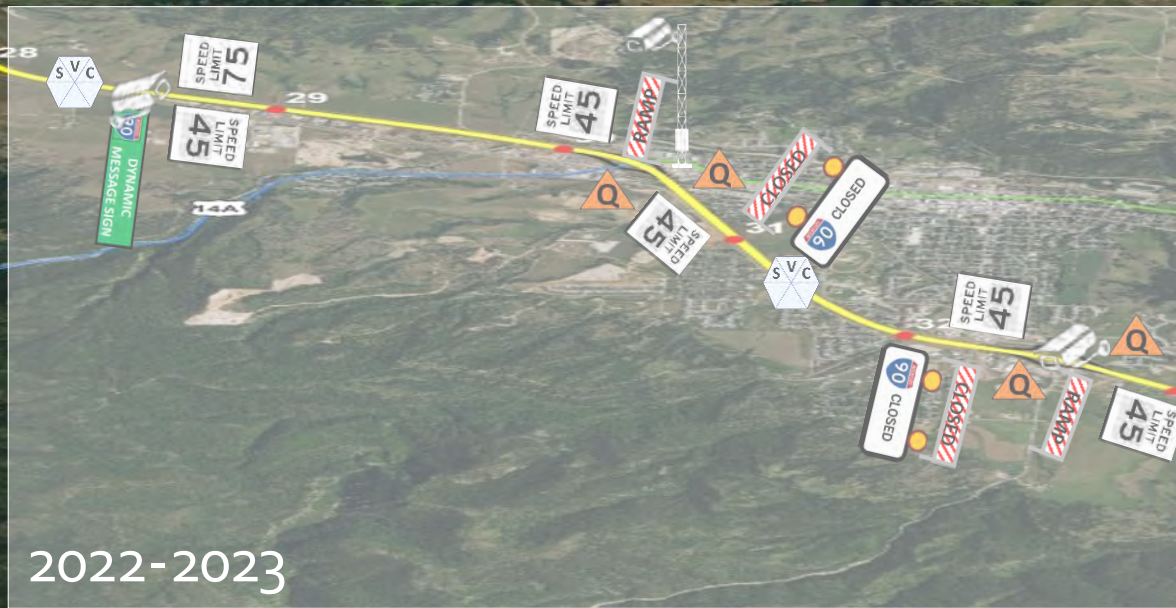 28
S V C
SPEED
LIMIT
75
SPEED
LIMIT
45
90
DYNAMIC
MESSAGE SIGN
29
14A
SPEED
LIMIT
45
RAMP
Q
Q
SPEED
LIMIT
45
CLOSED
90 CLOSED
31
S V C
SPEED
LIMIT
45
32
90 CLOSED
CLOSED
Q
RAMP
Q
SPEED
LIMIT
45
2022-2023